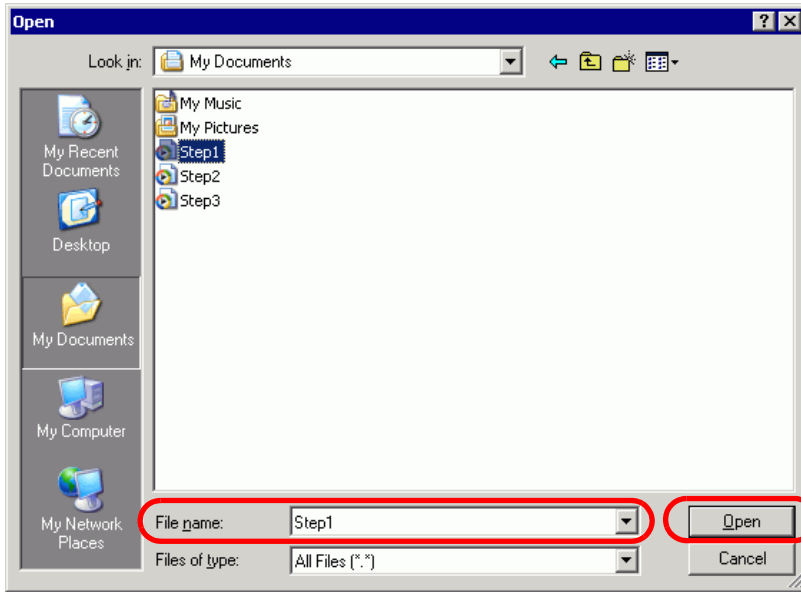 Open
Look in: My Documents
My Recent
Documents
Desktop
My Documents
My Computer
My Network
Places
My Music
My Pictures
Step1
Step2
Step3
File name: Step1 Open
Files of type: All Files (*.*) Cancel